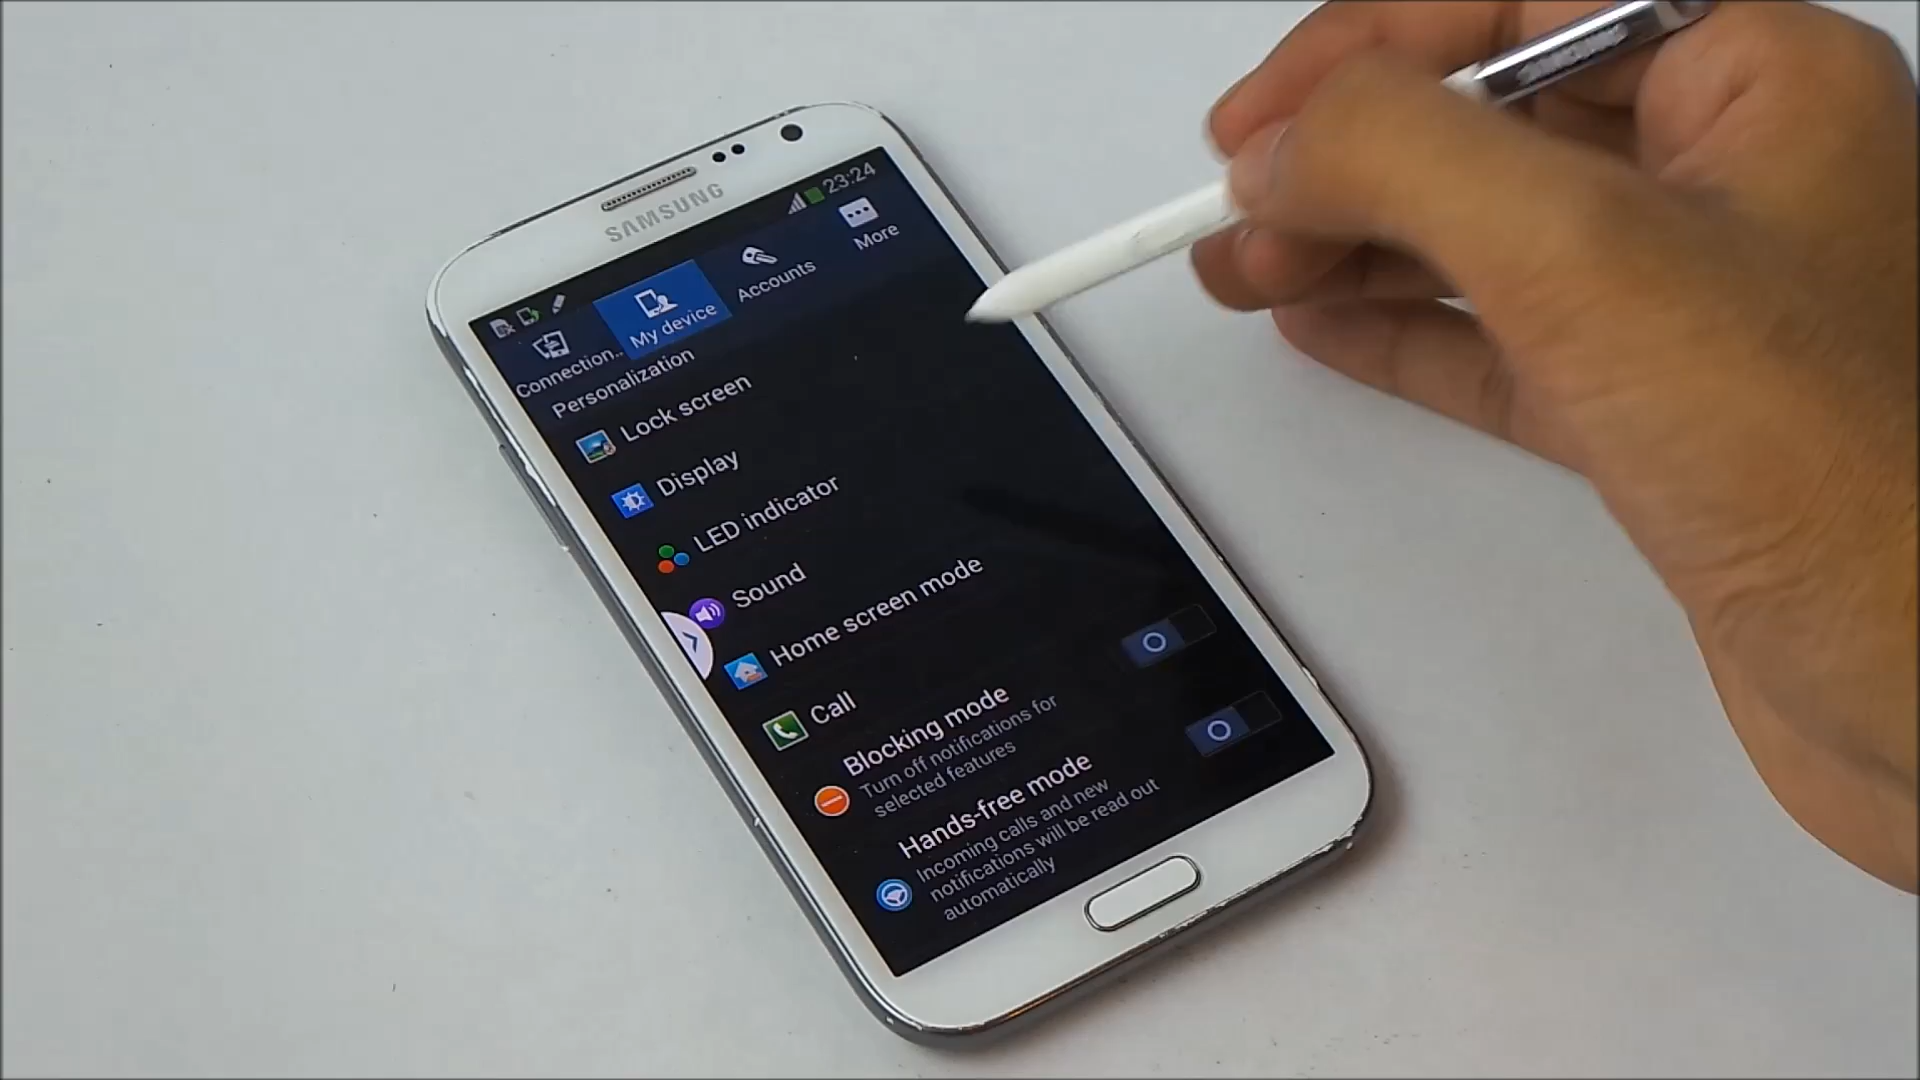 SAMSUNG
23:24
Connection..
My device
Accounts
More
Personalization
Lock screen
Display
LED indicator
Sound
Home screen mode
Call
Blocking mode
Turn off notifications for
selected features
Hands-free mode
Incoming calls and new
notifications will be read out
automatically
SAMSUNG